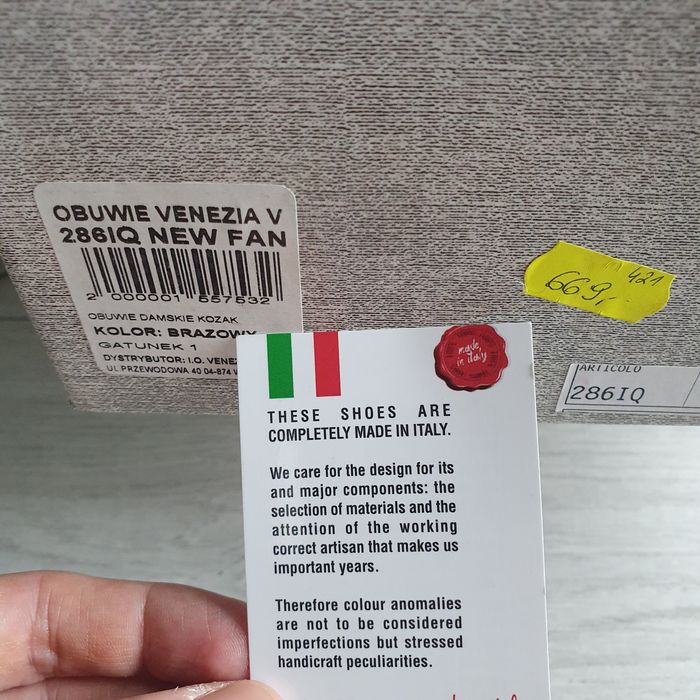 OBUWIE VENEZIA V
286IQ NEW FAN
2 000001 557532
OBUWIE DAMSKIE KOZAK
KOLOR: BRAZOWY
GATUNEK 1
DYSTRYBUTOR: I.O. VENEZ
UL PRZEWODOWA 40 04-874 W
669,-
421
ARTICOLO
286IQ
made
in italy
THESE SHOES ARE
COMPLETELY MADE IN ITALY.
We care for the design for its
and major components: the
selection of materials and the
attention of the working
correct artisan that makes us
important years.
Therefore colour anomalies
are not to be considered
imperfections but stressed
handicraft peculiarities.